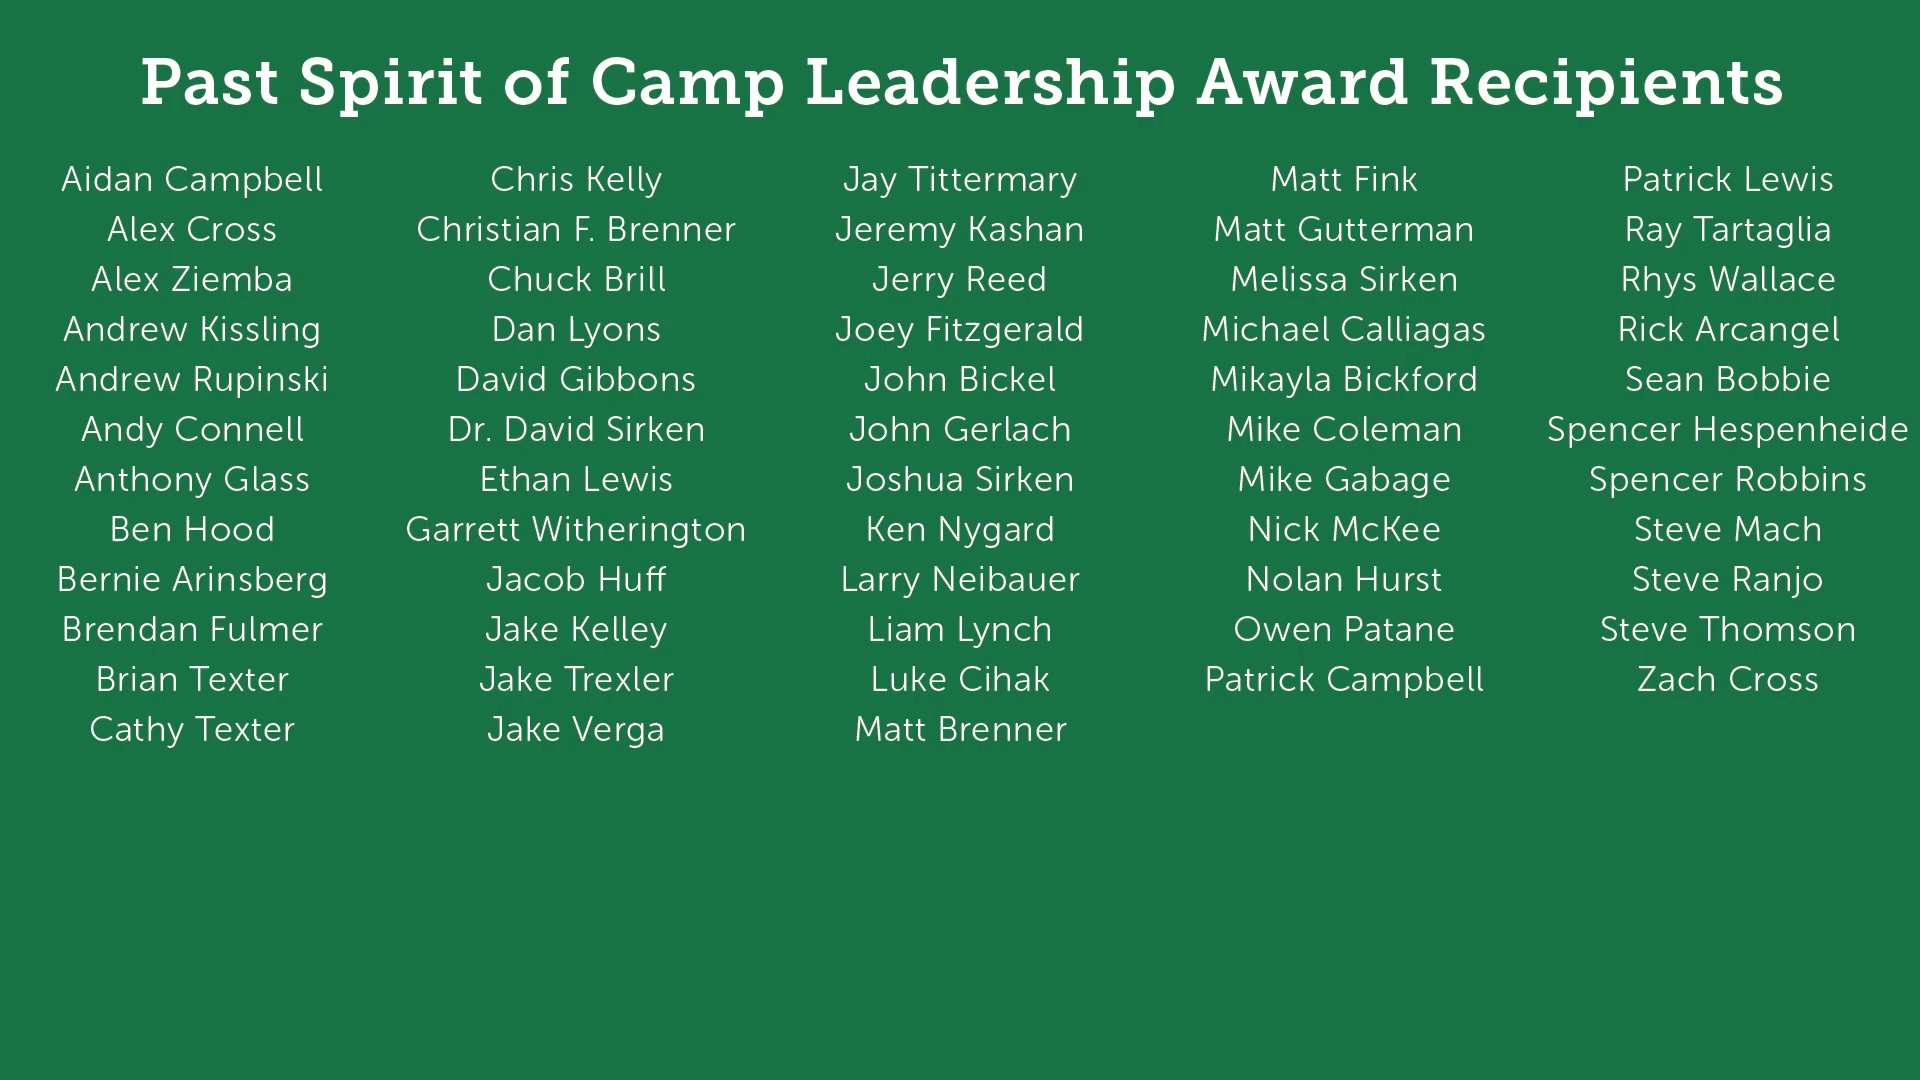 Past Spirit of Camp Leadership Award Recipients
Aidan Campbell
Alex Cross
Alex Ziemba
Andrew Kissling
Andrew Rupinski
Andy Connell
Anthony Glass
Ben Hood
Bernie Arinsberg
Brendan Fulmer
Brian Texter
Cathy Texter
Chris Kelly
Christian F. Brenner
Chuck Brill
Dan Lyons
David Gibbons
Dr. David Sirken
Ethan Lewis
Garrett Witherington
Jacob Huff
Jake Kelley
Jake Trexler
Jake Verga
Jay Tittermary
Jeremy Kashan
Jerry Reed
Joey Fitzgerald
John Bickel
John Gerlach
Joshua Sirken
Ken Nygard
Larry Neibauer
Liam Lynch
Luke Cihak
Matt Brenner
Matt Fink
Matt Gutterman
Melissa Sirken
Michael Calliagas
Mikayla Bickford
Mike Coleman
Mike Gabage
Nick McKee
Nolan Hurst
Owen Patane
Patrick Campbell
Patrick Lewis
Ray Tartaglia
Rhys Wallace
Rick Arcangel
Sean Bobbie
Spencer Hespenheide
Spencer Robbins
Steve Mach
Steve Ranjo
Steve Thomson
Zach Cross